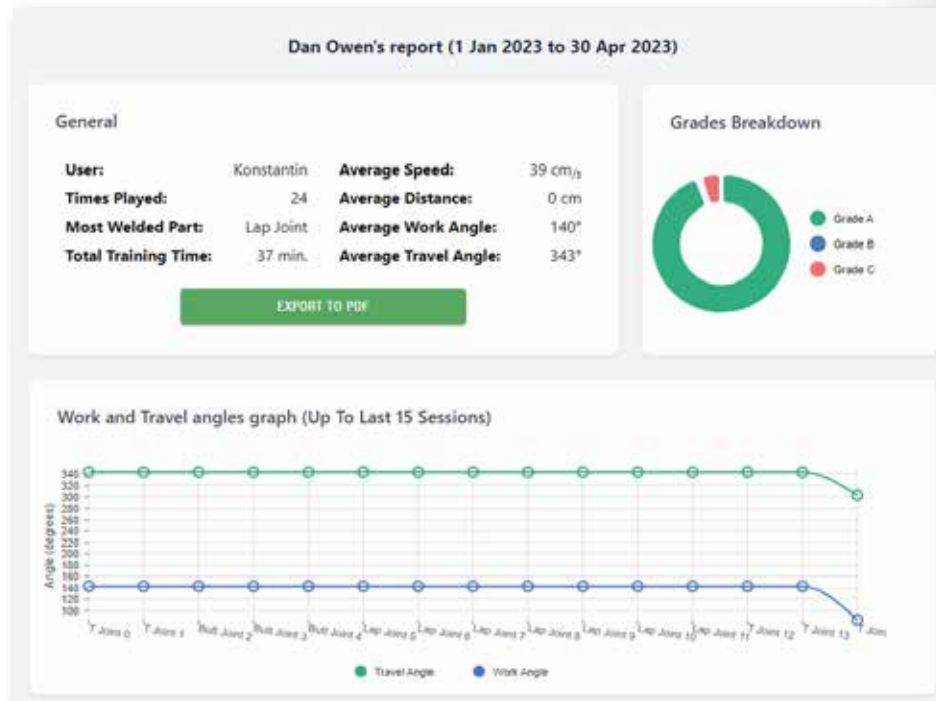 Dan Owen's report (1 Jan 2023 to 30 Apr 2023)
General
User: Konstantin Average Speed: 39 cm/s
Times Played: 24 Average Distance: 0 cm
Most Welded Part: Lap Joint Average Work Angle: 140°
Total Training Time: 37 min. Average Travel Angle: 343°
EXPORT TO PDF
Grades Breakdown
Grade A
Grade B
Grade C
Work and Travel angles graph (Up To Last 15 Sessions)
Angle (degrees)
340
320
300
280
260
240
220
200
180
160
140
120
100
T Joint 0 T Joint 1 Butt Joint 2 Butt Joint 3 Butt Joint 4 Lap Joint 5 Lap Joint 6 Lap Joint 7 Lap Joint 8 Lap Joint 9 Lap Joint 10 Lap Joint 11 T Joint 12 T Joint 13 T Join
Travel Angle Work Angle